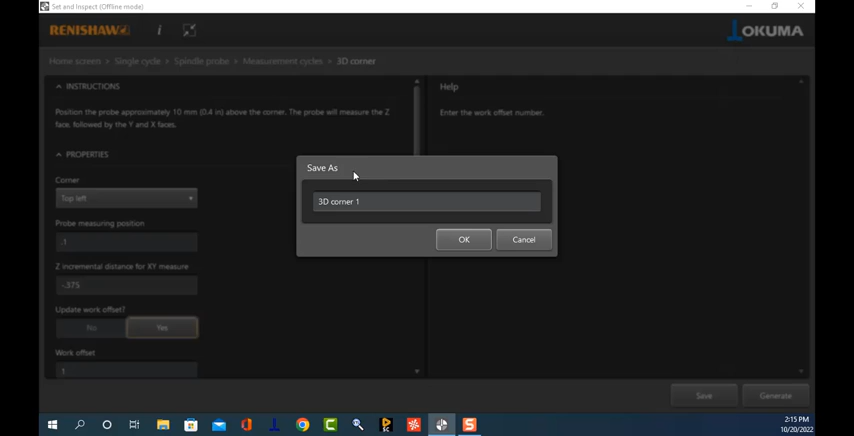 Set and Inspect (Offline mode)
RENISHAW
i
OKUMA
Home screen > Single cycle > Spindle probe > Measurement cycles > 3D corner
INSTRUCTIONS
Help
Position the probe approximately 10 mm (0.4 in) above the corner. The probe will measure the Z
face, followed by the Y and X faces.
Enter the work offset number.
PROPERTIES
Save As
Corner
Top left
3D corner 1
Probe measuring position
.1
OK
Cancel
Z incremental distance for XY measure
-.375
Update work offset?
No
Yes
Work offset
1
Save
Generate
2:15 PM
10/20/2022